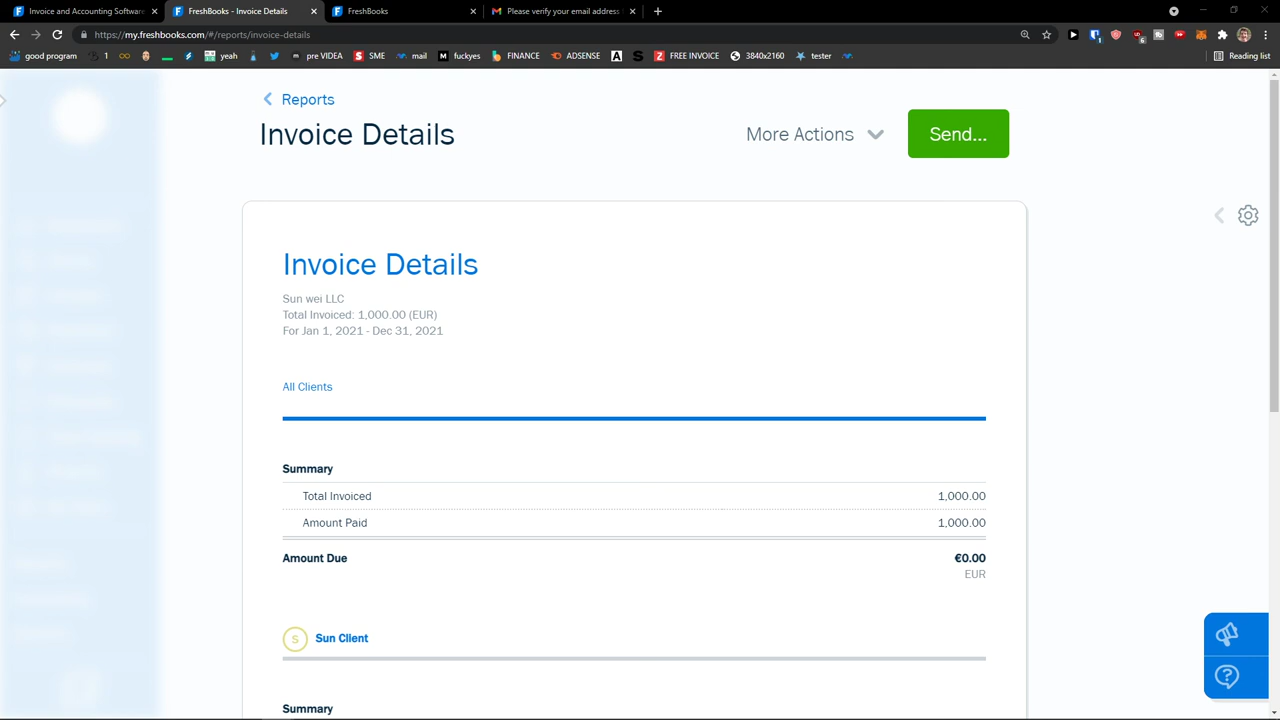 Invoice and Accounting Software
FreshBooks - Invoice Details
FreshBooks
Please verify your email address
https://my.freshbooks.com/#/reports/invoice-details
good program
1
yeah
pre VIDEA
SME
mail
fuckyes
FINANCE
ADSENSE
FREE INVOICE
3840x2160
tester
Reading list
Reports
Invoice Details
More Actions
Send...
Invoice Details
Sun wei LLC
Total Invoiced: 1,000.00 (EUR)
For Jan 1, 2021 - Dec 31, 2021
All Clients
Summary
Total Invoiced 1,000.00
Amount Paid 1,000.00
Amount Due €0.00
EUR
S Sun Client
Summary